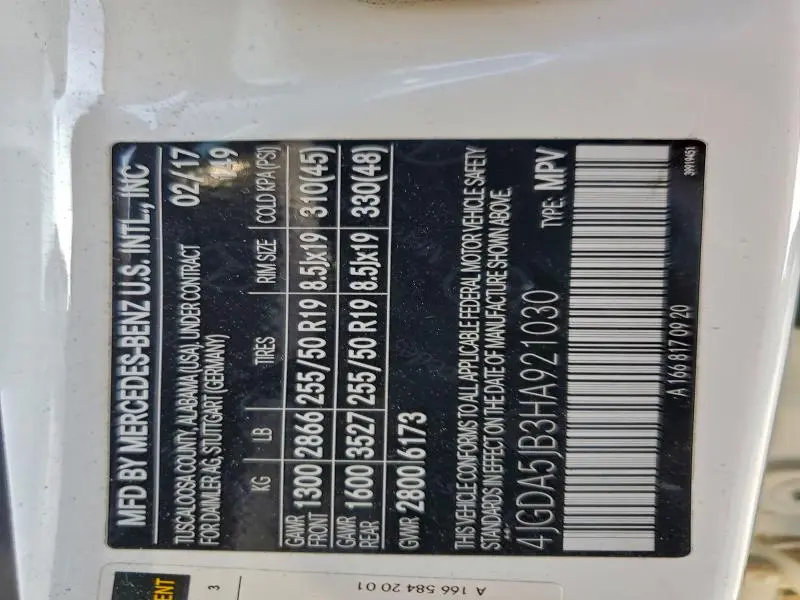 MFD BY MERCEDES-BENZ U.S. INTL., INC
TUSCALOOSA COUNTY, ALABAMA (USA), UNDER CONTRACT 02/17
FOR DAIMLER AG, STUTTGART (GERMANY) 149
KG LB TIRES RIM SIZE COLD KPA (PSI)
GAWR FRONT 1300 2866 255/50 R19 8.5Jx19 310(45)
GAWR REAR 1600 3527 255/50 R19 8.5Jx19 330(48)
GVWR 2800 6173
THIS VEHICLE CONFORMS TO ALL APPLICABLE FEDERAL MOTOR VEHICLE SAFETY
STANDARDS IN EFFECT ON THE DATE OF MANUFACTURE SHOWN ABOVE.
4JGDA5JB3HA921030 TYPE: MPV
A 166 817 09 20
39919451
3
A 166 584 20 01